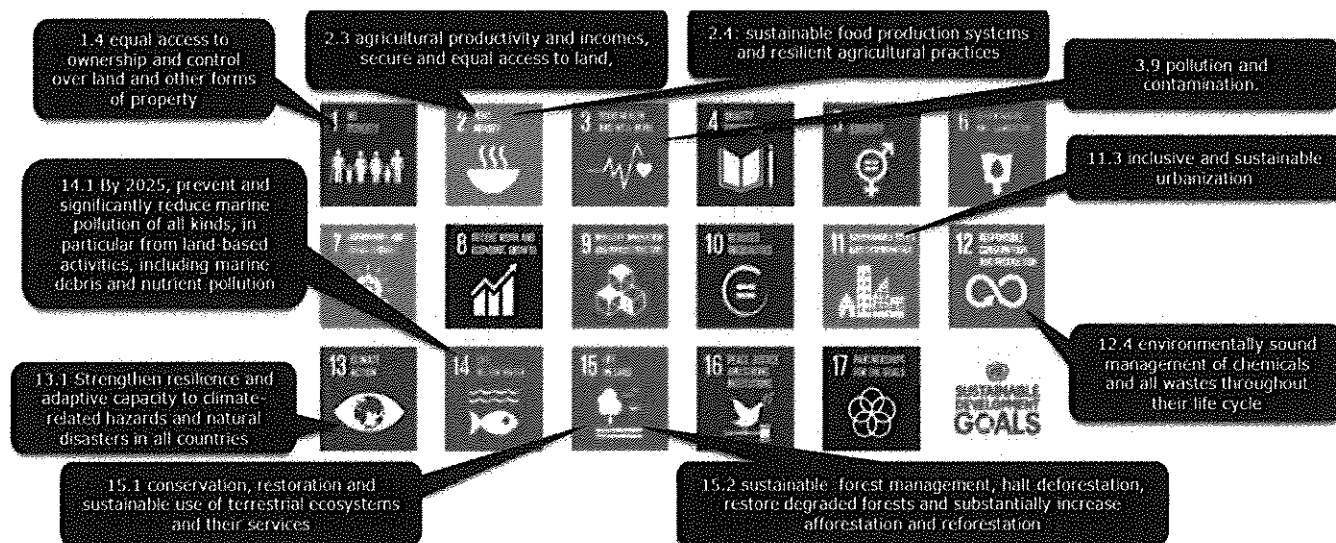 1.4 equal access to
ownership and control
over land and other forms
of property
2.3 agricultural productivity and incomes,
secure and equal access to land,
2.4: sustainable food production systems
and resilient agricultural practices
3.9 pollution and
contamination.
11.3 inclusive and sustainable
urbanization
14.1 By 2025, prevent and
significantly reduce marine
pollution of all kinds, in
particular from land-based
activities, including marine
debris and nutrient pollution
1
2
3
4
5
6
7
8
9
10
11
12 RESPONSIBLE
CONSUMPTION
AND PRODUCTION
13
14
15
16
17
SUSTAINABLE
DEVELOPMENT
GOALS
12.4 environmentally sound
management of chemicals
and all wastes throughout
their life cycle
13.1 Strengthen resilience and
adaptive capacity to climate-
related hazards and natural
disasters in all countries
15.1 conservation, restoration and
sustainable use of terrestrial ecosystems
and their services
15.2 sustainable forest management, halt deforestation,
restore degraded forests and substantially increase
afforestation and reforestation